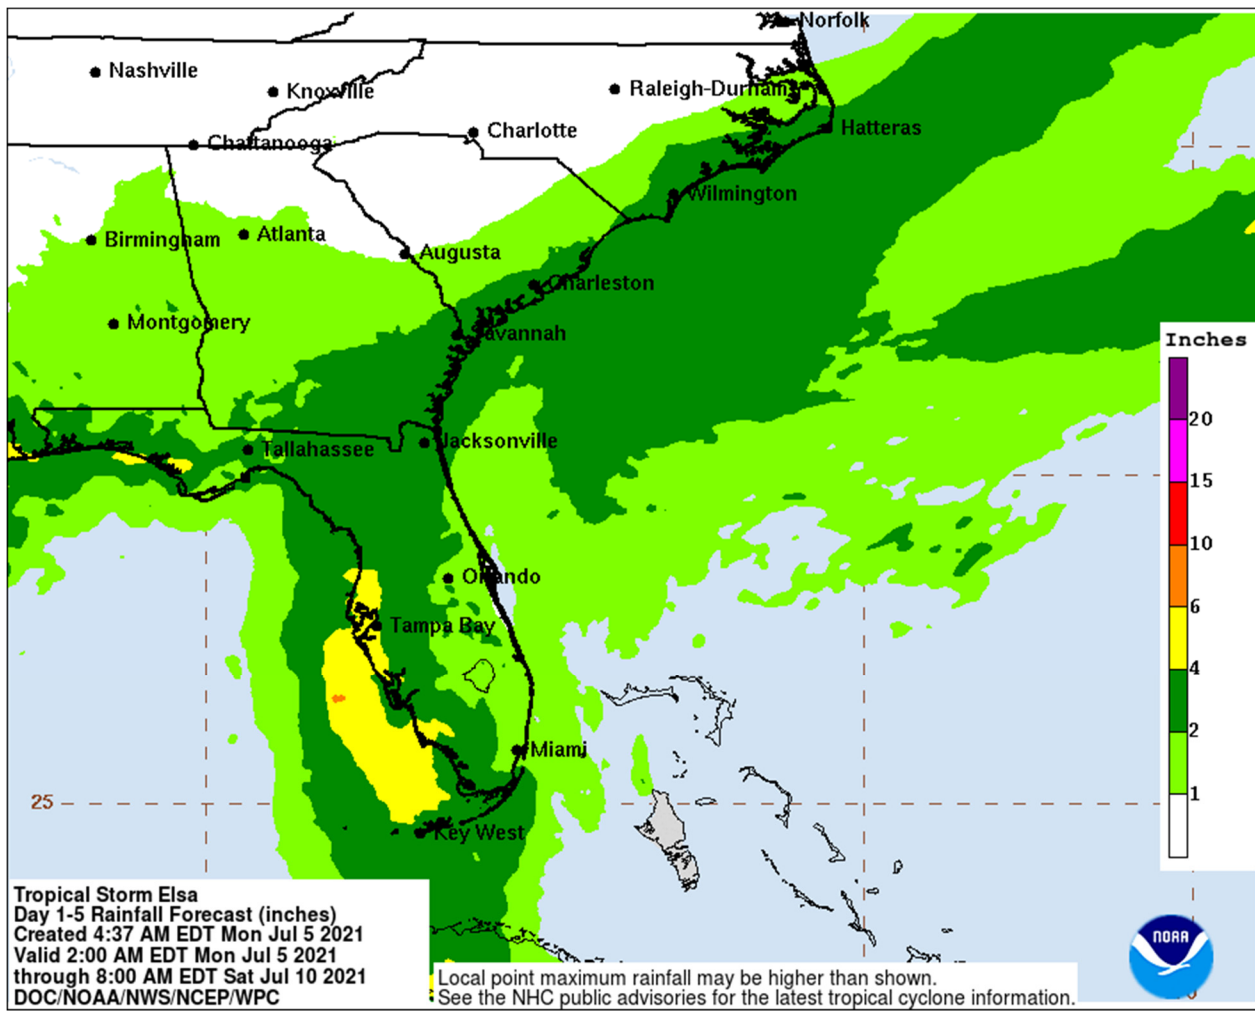 Norfolk
Nashville
Knoxville
Raleigh-Durham
Charlotte
Hatteras
Chattanooga
Wilmington
Birmingham
Atlanta
Augusta
Charleston
Montgomery
Savannah
Inches
20
Tallahassee
Jacksonville
15
10
Orlando
6
Tampa Bay
4
2
Miami
1
25
Key West
Tropical Storm Elsa
Day 1-5 Rainfall Forecast (inches)
Created 4:37 AM EDT Mon Jul 5 2021
Valid 2:00 AM EDT Mon Jul 5 2021
through 8:00 AM EDT Sat Jul 10 2021
DOC/NOAA/NWS/NCEP/WPC
Local point maximum rainfall may be higher than shown.
See the NHC public advisories for the latest tropical cyclone information.
NOAA